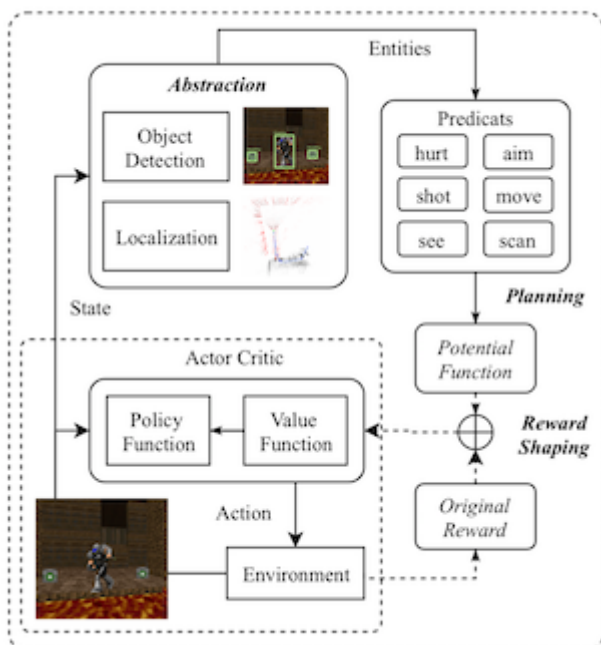 Entities
Abstraction
Object
Detection
Localization
Predicats
hurt
aim
shot
move
see
scan
State
Planning
Potential
Function
Actor Critic
Policy
Function
Value
Function
Reward
Shaping
Action
Original
Reward
Environment